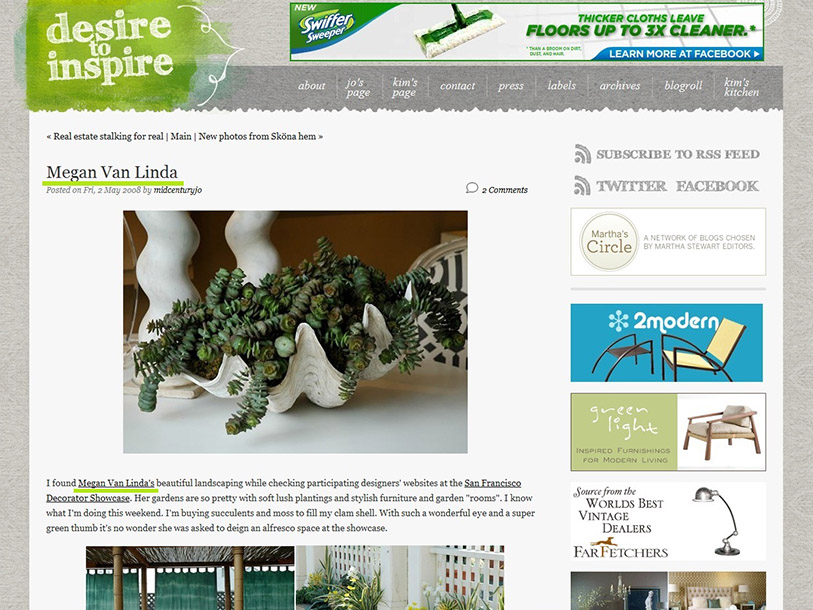 desire
to
inspire
NEW
Swiffer
Sweeper
THICKER CLOTHS LEAVE
FLOORS UP TO 3X CLEANER.*
* THAN A BROOM ON DIRT,
DUST, AND HAIR.
LEARN MORE AT FACEBOOK
about
jo's
page
kim's
page
contact
press
labels
archives
blogroll
kim's
kitchen
« Real estate stalking for real | Main | New photos from Sköna hem »
Megan Van Linda
Posted on Fri, 2 May 2008 by midcenturyjo
2 Comments
I found Megan Van Linda's beautiful landscaping while checking participating designers' websites at the San Francisco
Decorator Showcase. Her gardens are so pretty with soft lush plantings and stylish furniture and garden "rooms". I know
what I'm doing this weekend. I'm buying succulents and moss to fill my clam shell. With such a wonderful eye and a super
green thumb it's no wonder she was asked to deign an alfresco space at the showcase.
SUBSCRIBE TO RSS FEED
TWITTER FACEBOOK
Martha's
Circle
A NETWORK OF BLOGS CHOSEN
BY MARTHA STEWART EDITORS.
2modern
green
light
INSPIRED FURNISHINGS
FOR MODERN LIVING
Source from the
WORLDS BEST
VINTAGE
DEALERS
FARFETCHERS